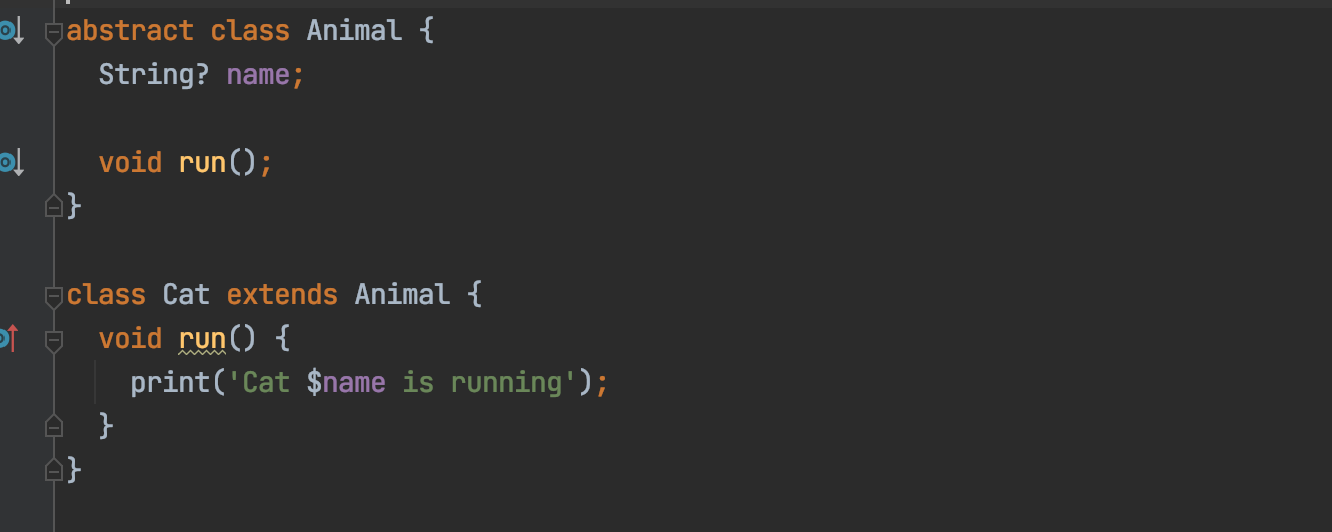 abstract class Animal {
  String? name;

  void run();
}

class Cat extends Animal {
  void run() {
    print('Cat $name is running');
  }
}